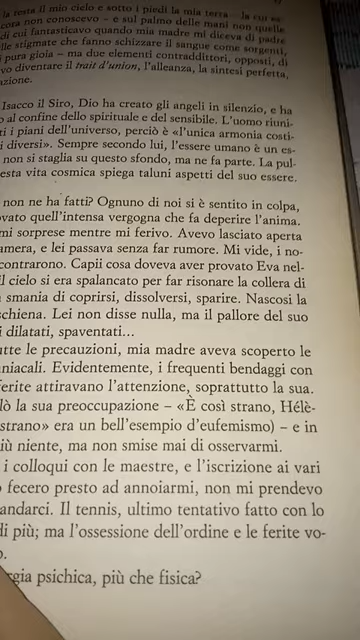 la testa il mio cielo e sotto i piedi la mia terra – la cui es-
ncora non conoscevo – e sul palmo delle mani non quelle
di cui fantasticavo quando mia madre mi diceva di padre
lle stigmate che fanno schizzare il sangue come sorgenti,
i pura gioia – ma due elementi contraddittori, opposti, di
vo diventare il trait d'union, l'alleanza, la sintesi perfetta,
azione.
Isacco il Siro, Dio ha creato gli angeli in silenzio, e ha
o al confine dello spirituale e del sensibile. L'uomo riuni-
ti i piani dell'universo, perciò è «l'unica armonia costi-
i diversi». Sempre secondo lui, l'essere umano è un es-
non si staglia su questo sfondo, ma ne fa parte. La pul-
esta vita cosmica spiega taluni aspetti del suo essere.
non ne ha fatti? Ognuno di noi si è sentito in colpa,
ovato quell'intensa vergogna che fa deperire l'anima.
mi sorprese mentre mi ferivo. Avevo lasciato aperta
amera, e lei passava senza far rumore. Mi vide, i no-
contrarono. Capii cosa doveva aver provato Eva nel-
l cielo si era spalancato per far risonare la collera di
smania di coprirsi, dissolversi, sparire. Nascosi la
schiena. Lei non disse nulla, ma il pallore del suo
i dilatati, spaventati...
utte le precauzioni, mia madre aveva scoperto le
niacali. Evidentemente, i frequenti bendaggi con
ferite attiravano l'attenzione, soprattutto la sua.
lò la sua preoccupazione – «È così strano, Hélè-
strano» era un bell'esempio d'eufemismo) – e in
iù niente, ma non smise mai di osservarmi.
i colloqui con le maestre, e l'iscrizione ai vari
o fecero presto ad annoiarmi, non mi prendevo
andarci. Il tennis, ultimo tentativo fatto con lo
di più; ma l'ossessione dell'ordine e le ferite vo-
o.
rgia psichica, più che fisica?